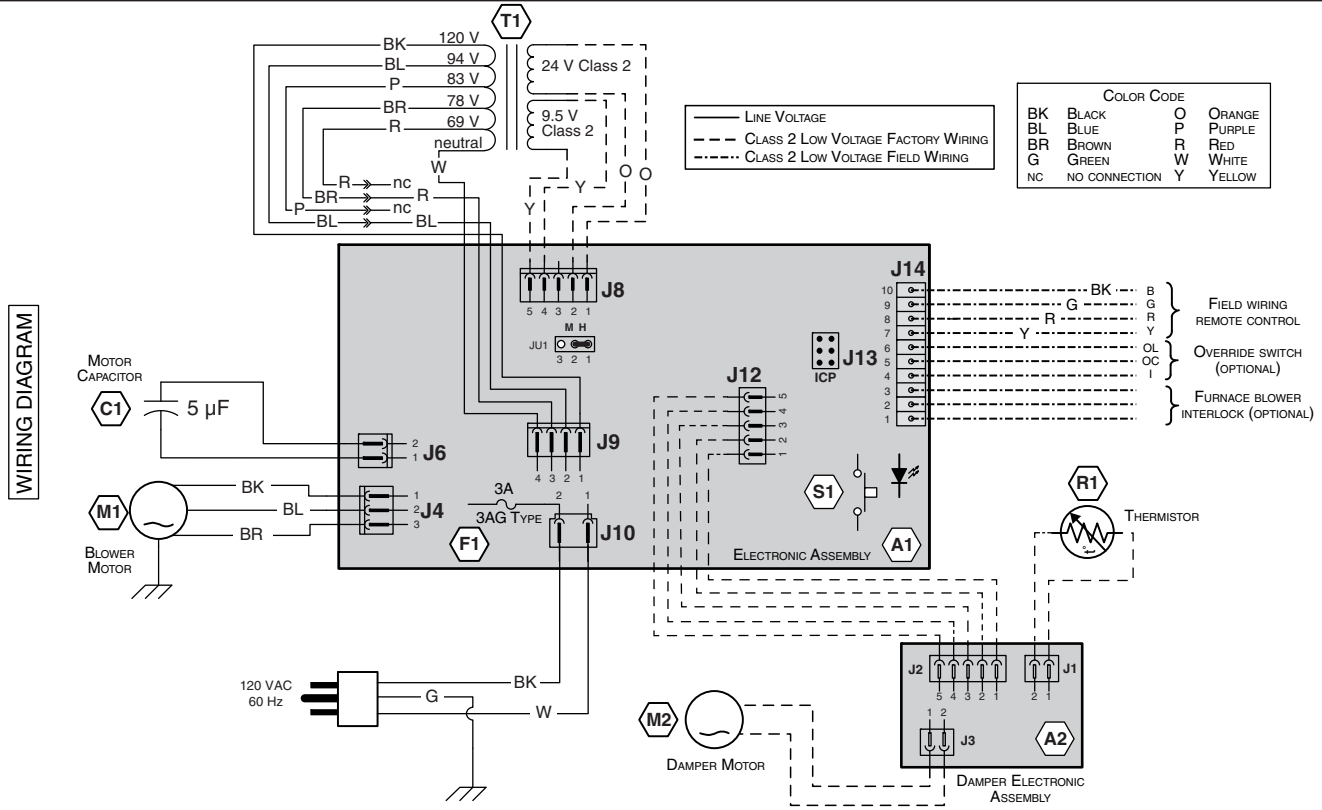 WIRING DIAGRAM
T1
BK 120 V
BL 94 V
P 83 V
BR 78 V
R 69 V
neutral
W
24 V Class 2
9.5 V
Class 2
O O
Y
Y
R nc
BR R
P nc
BL BL
LINE VOLTAGE
CLASS 2 LOW VOLTAGE FACTORY WIRING
CLASS 2 LOW VOLTAGE FIELD WIRING
COLOR CODE
BK BLACK O ORANGE
BL BLUE P PURPLE
BR BROWN R RED
G GREEN W WHITE
NC NO CONNECTION Y YELLOW
J8
5 4 3 2 1
M H
JU1
3 2 1
J14
10 BK B
9 G G
8 R R
7 Y Y
6 OL
5 OC
4 I
3
2
1
FIELD WIRING
REMOTE CONTROL
OVERRIDE SWITCH
(OPTIONAL)
FURNACE BLOWER
INTERLOCK (OPTIONAL)
J13
ICP
J12
5
4
3
2
1
MOTOR
CAPACITOR
C1
5 µF
2
1
J6
J9
4 3 2 1
M1
BLOWER
MOTOR
BK
BL
BR
1
2
3
J4
3A
3AG TYPE
F1
2 1
J10
S1
ELECTRONIC ASSEMBLY
A1
R1
THERMISTOR
t°
120 VAC
60 Hz
BK
G
W
J2
5 4 3 2 1
J1
2 1
1 2
J3
A2
M2
DAMPER MOTOR
DAMPER ELECTRONIC
ASSEMBLY